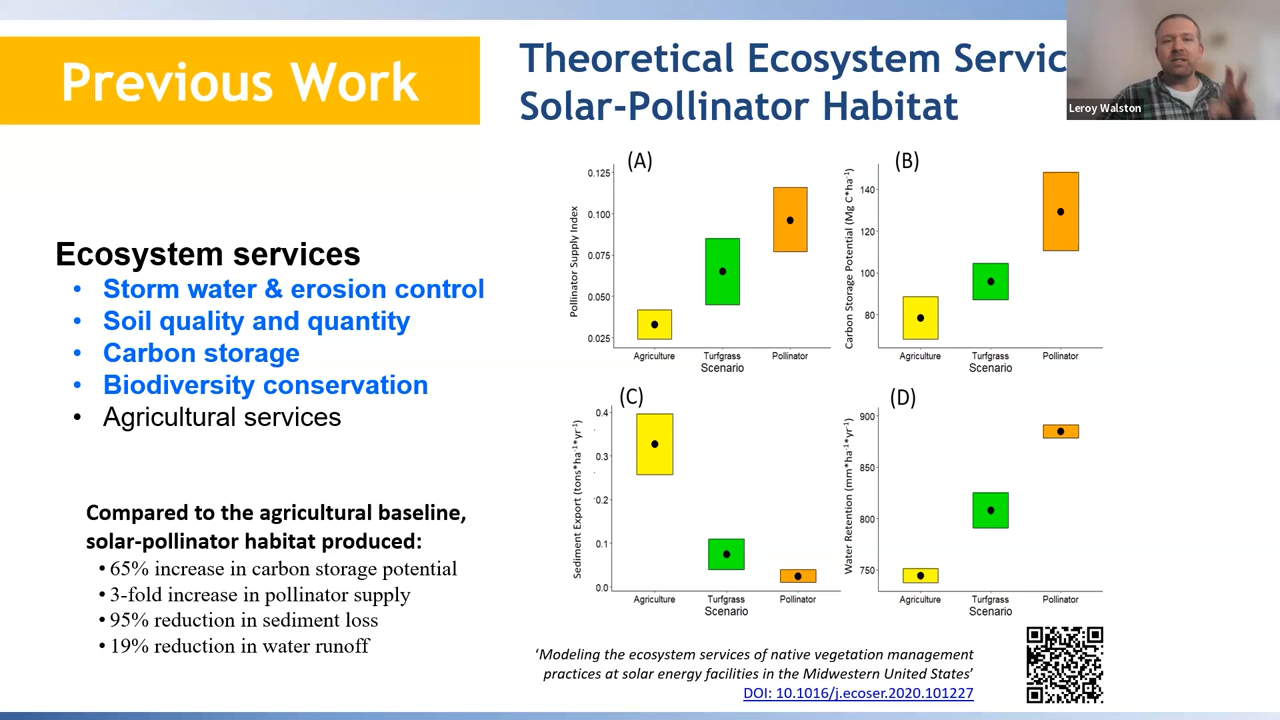 Previous Work
Theoretical Ecosystem Servic
Solar-Pollinator Habitat
Leroy Walston
Ecosystem services
• Storm water & erosion control
• Soil quality and quantity
• Carbon storage
• Biodiversity conservation
• Agricultural services
Compared to the agricultural baseline,
solar-pollinator habitat produced:
• 65% increase in carbon storage potential
• 3-fold increase in pollinator supply
• 95% reduction in sediment loss
• 19% reduction in water runoff
(A)
Pollinator Supply Index
0.125
0.100
0.075
0.050
0.025
Agriculture Turfgrass Pollinator
Scenario
(B)
Carbon Storage Potential (Mg C*ha⁻¹)
140
120
100
80
Agriculture Turfgrass Pollinator
Scenario
(C)
Sediment Export (tons*ha⁻¹*yr⁻¹)
0.4
0.3
0.2
0.1
0.0
Agriculture Turfgrass Pollinator
Scenario
(D)
Water Retention (mm*ha⁻¹*yr⁻¹)
900
850
800
750
Agriculture Turfgrass Pollinator
Scenario
‘Modeling the ecosystem services of native vegetation management
practices at solar energy facilities in the Midwestern United States’
DOI: 10.1016/j.ecoser.2020.101227